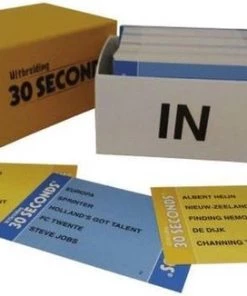 Uitbreiding
30 SECONDS
IN
30 SECONDS
EUROPA
SPRINTER
HOLLAND'S GOT TALENT
FC TWENTE
STEVE JOBS
30 SECONDS
ALBERT HEIJN
NIEUW-ZEELAN
FINDING NEMO
DE DIJK
CHANNING T